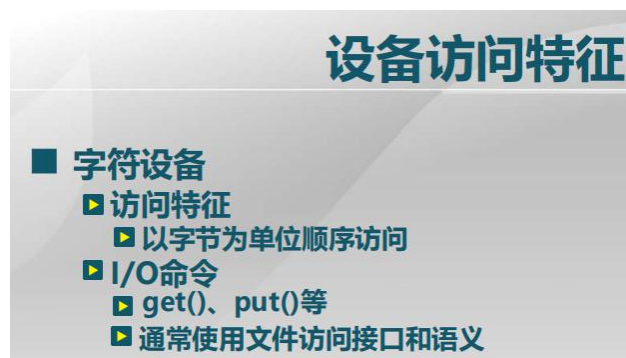 设备访问特征
字符设备
访问特征
以字节为单位顺序访问
I/O命令
get()、put()等
通常使用文件访问接口和语义